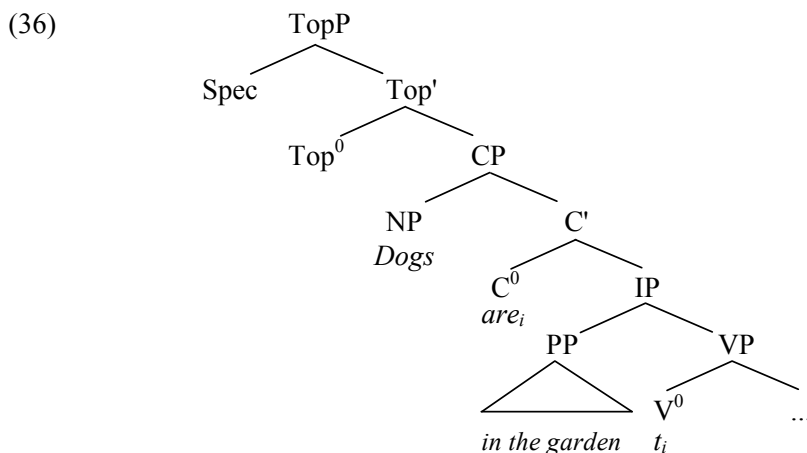 (36) TopP
Spec Top'
Top⁰ CP
NP C'
Dogs
C⁰ IP
areᵢ
PP VP
V⁰ ...
in the garden tᵢ